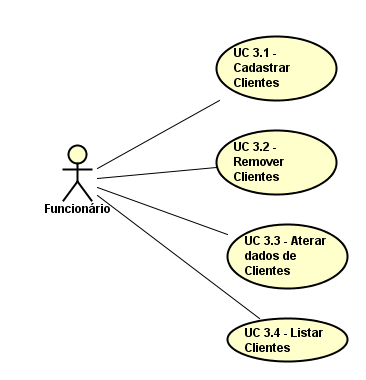 UC 3.1 -
Cadastrar
Clientes
UC 3.2 -
Remover
Clientes
Funcionário
UC 3.3 - Aterar
dados de
Clientes
UC 3.4 - Listar
Clientes